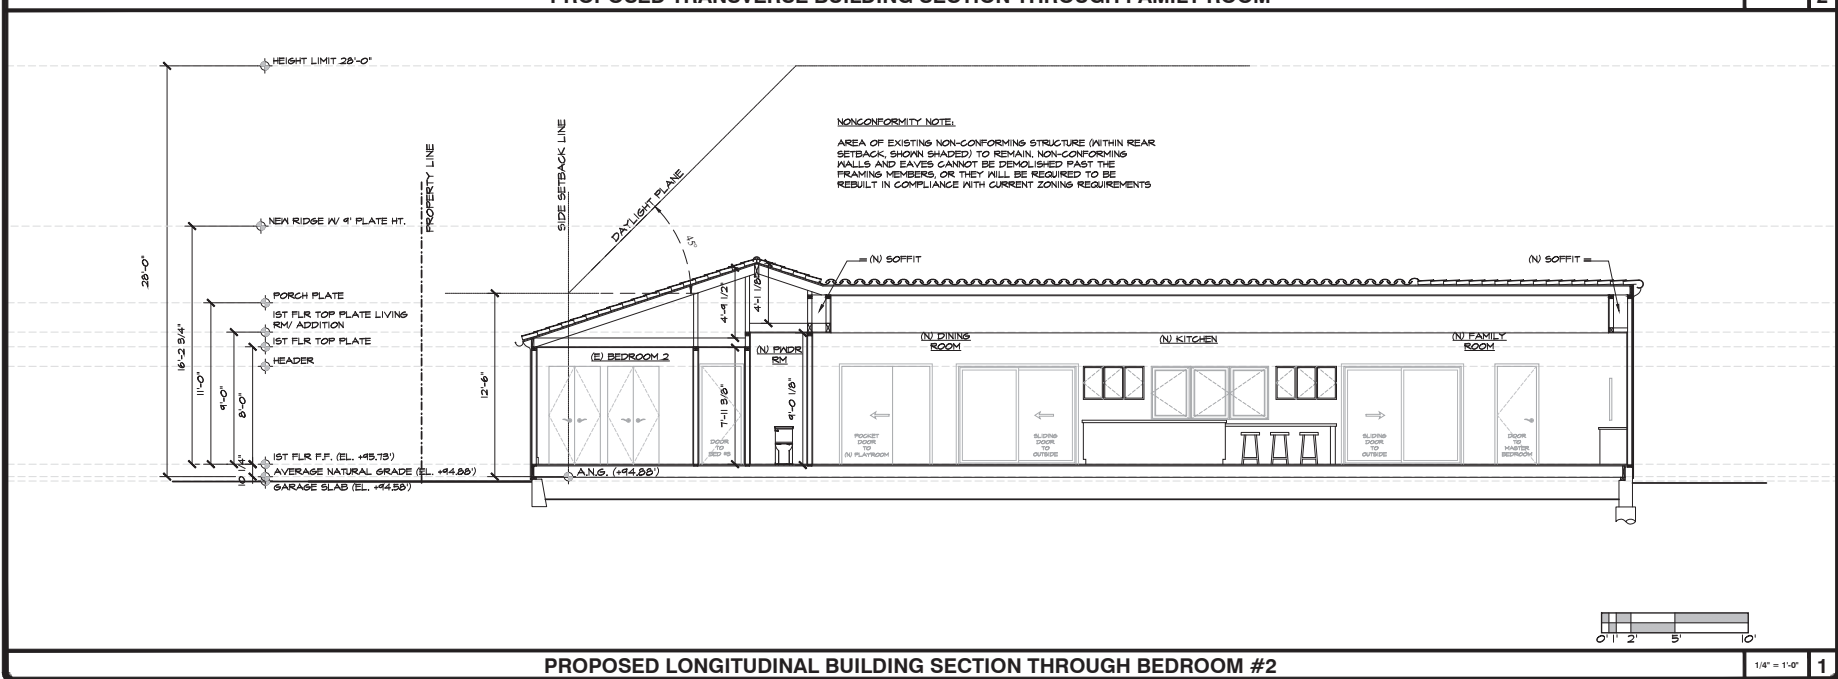 PROPOSED TRANSVERSE BUILDING SECTION THROUGH FAMILY ROOM
2
HEIGHT LIMIT 28'-0"
NONCONFORMITY NOTE:
AREA OF EXISTING NON-CONFORMING STRUCTURE (WITHIN REAR
SETBACK, SHOWN SHADED) TO REMAIN. NON-CONFORMING
WALLS AND EAVES CANNOT BE DEMOLISHED PAST THE
FRAMING MEMBERS, OR THEY WILL BE REQUIRED TO BE
REBUILT IN COMPLIANCE WITH CURRENT ZONING REQUIREMENTS
PROPERTY LINE
SIDE SETBACK LINE
DAYLIGHT PLANE
45°
NEW RIDGE W/ 9' PLATE HT.
28'-0"
16'-2 3/4"
11'-0"
9'-0"
8'-0"
10 1/4"
12'-6"
PORCH PLATE
1ST FLR TOP PLATE LIVING
RM/ ADDITION
1ST FLR TOP PLATE
HEADER
1ST FLR F.F. (EL. +95.73')
AVERAGE NATURAL GRADE (EL. +94.88')
GARAGE SLAB (EL. +94.58')
A.N.G. (+94.88')
(N) SOFFIT
(N) SOFFIT
4'-9 1/2"
4'-1 1/8"
7'-11 3/8"
9'-0 1/8"
(E) BEDROOM 2
(N) PWDR
RM
(N) DINING
ROOM
(N) KITCHEN
(N) FAMILY
ROOM
DOOR
TO
BED #3
POCKET
DOOR
TO
(N) PLAYROOM
SLIDING
DOOR
TO
OUTSIDE
SLIDING
DOOR
TO
OUTSIDE
DOOR
TO
MASTER
BEDROOM
0' 1' 2' 5' 10'
PROPOSED LONGITUDINAL BUILDING SECTION THROUGH BEDROOM #2
1/4" = 1'-0"
1